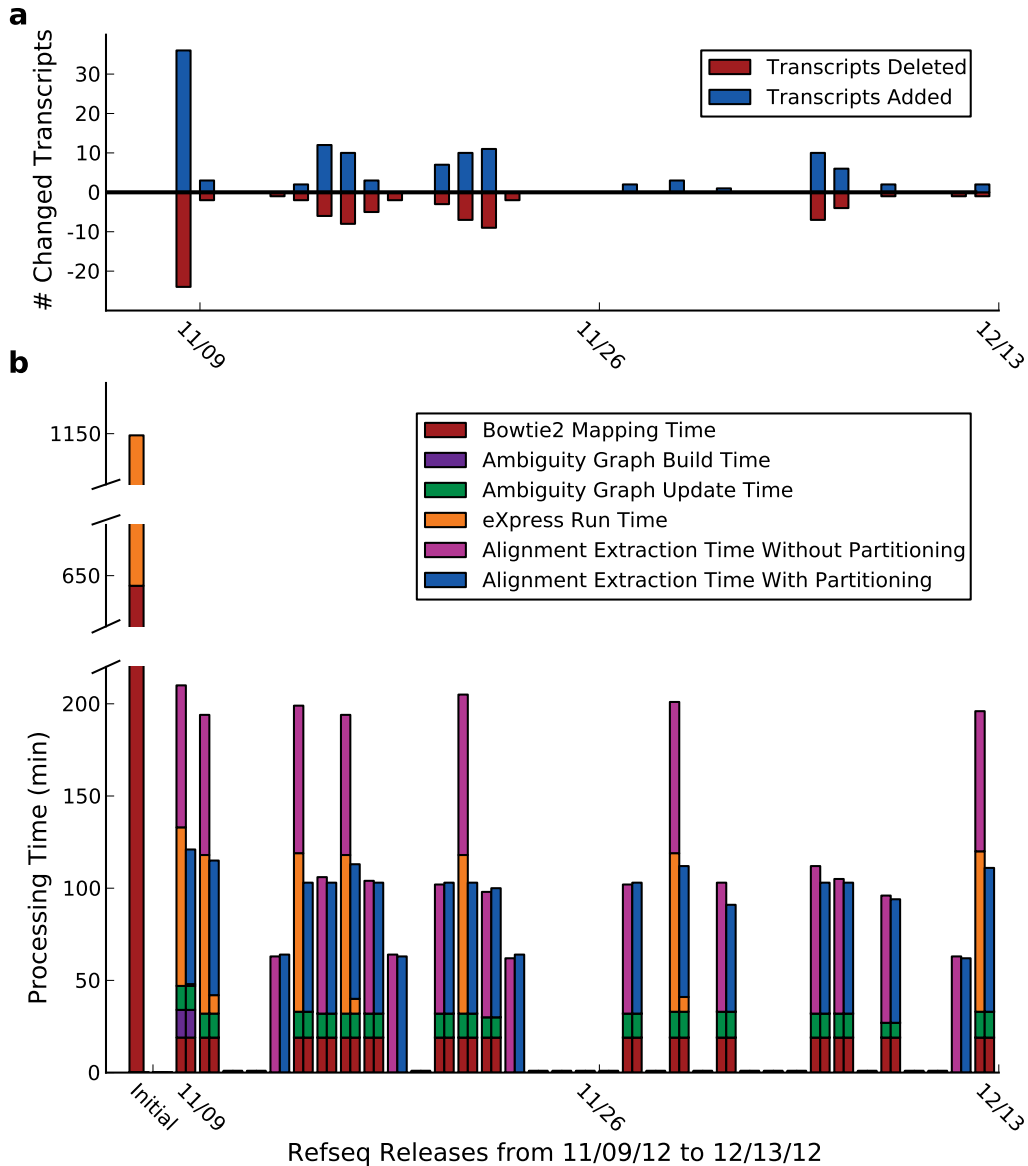 a
# Changed Transcripts
30
20
10
0
-10
-20
Transcripts Deleted
Transcripts Added
11/09
11/26
12/13
b
Processing Time (min)
1150
650
200
150
100
50
0
Bowtie2 Mapping Time
Ambiguity Graph Build Time
Ambiguity Graph Update Time
eXpress Run Time
Alignment Extraction Time Without Partitioning
Alignment Extraction Time With Partitioning
Initial
11/09
11/26
12/13
Refseq Releases from 11/09/12 to 12/13/12